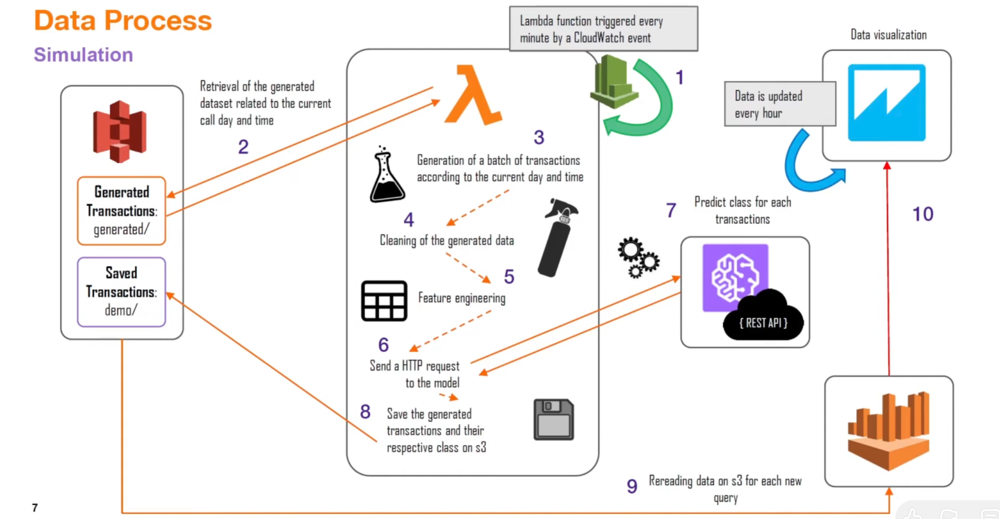 Data Process
Simulation
Lambda function triggered every
minute by a CloudWatch event
1
Data visualization
Data is updated
every hour
Retrieval of the generated
dataset related to the current
call day and time
2
Generated
Transactions:
generated/
Saved
Transactions:
demo/
3
Generation of a batch of transactions
according to the current day and time
4
Cleaning of the generated data
5
Feature engineering
6
Send a HTTP request
to the model
7
Predict class for each
transactions
{ REST API }
8
Save the generated
transactions and their
respective class on s3
9
Rereading data on s3 for each new
query
10
7